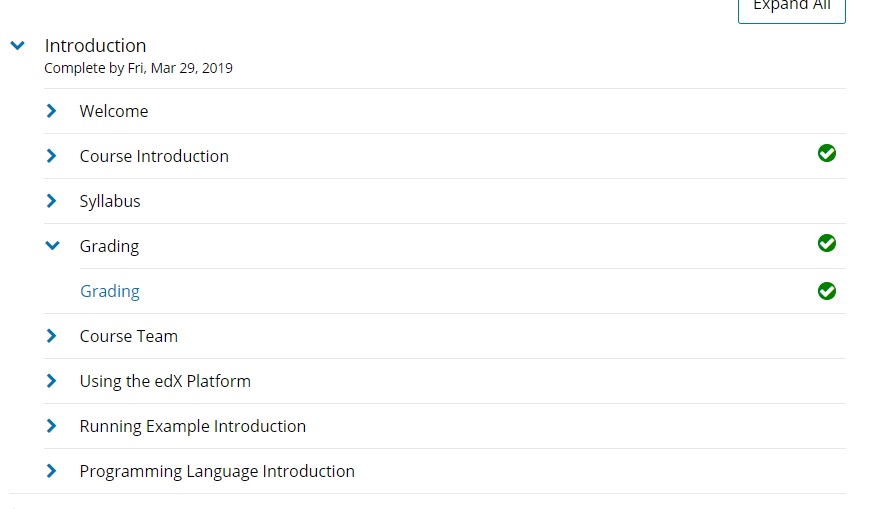 Expand All
Introduction
Complete by Fri, Mar 29, 2019
Welcome
Course Introduction
Syllabus
Grading
Grading
Course Team
Using the edX Platform
Running Example Introduction
Programming Language Introduction